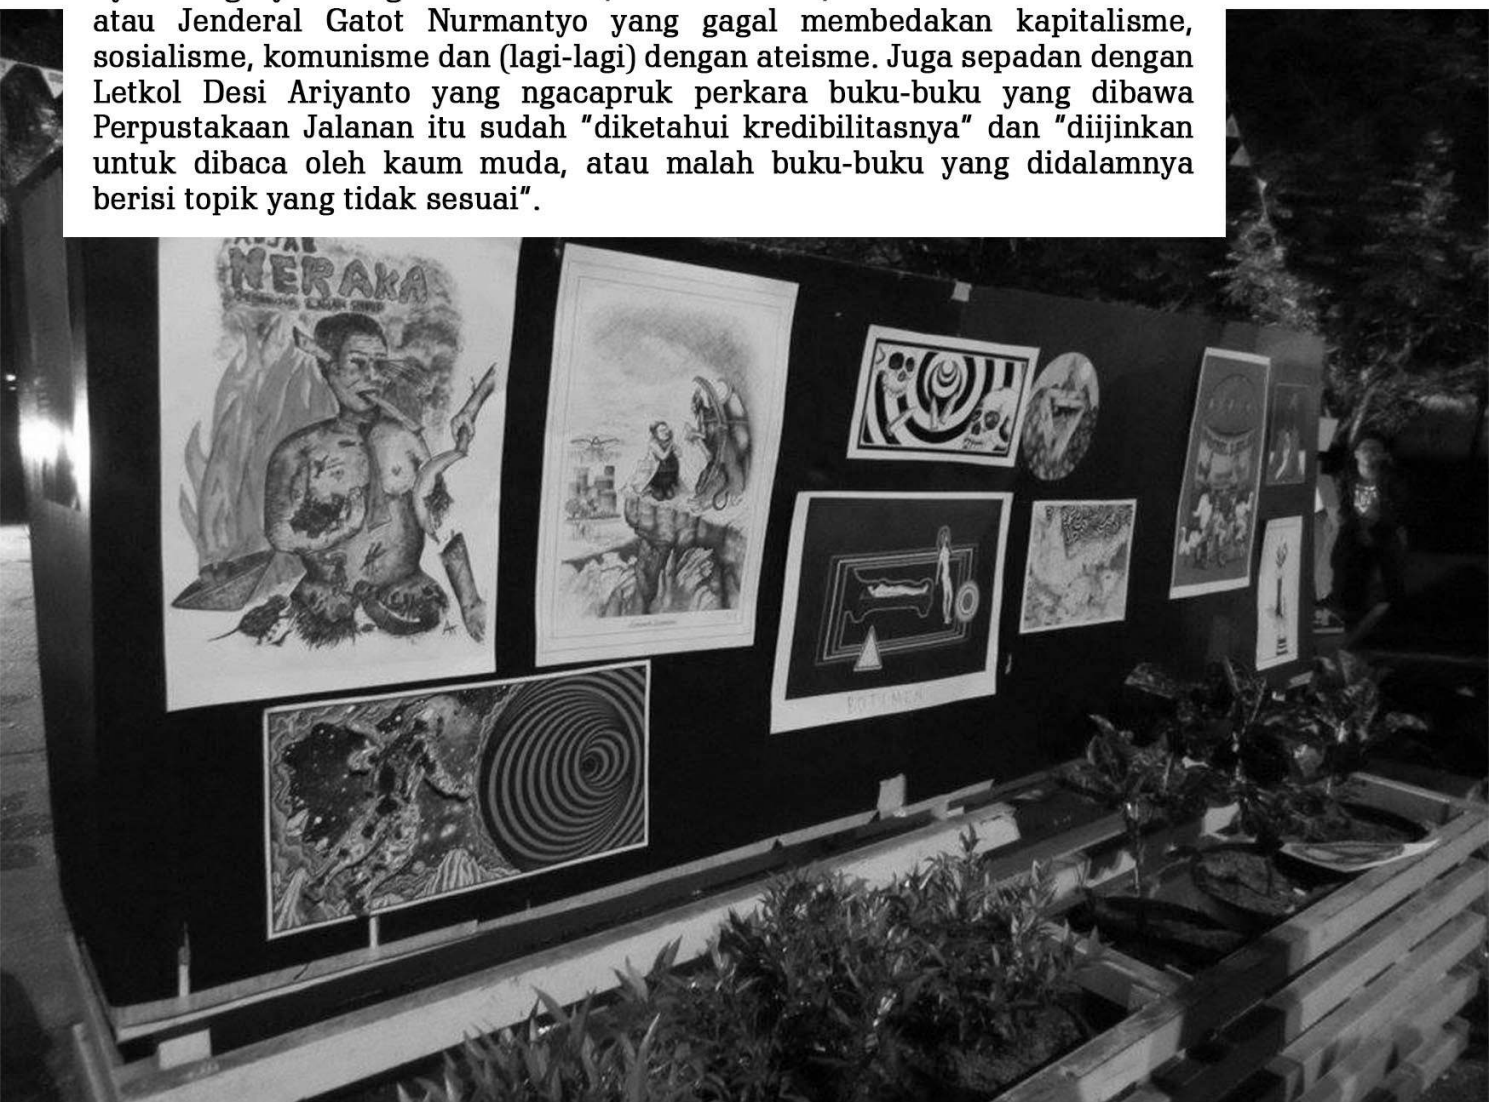 atau Jenderal Gatot Nurmantyo yang gagal membedakan kapitalisme,
sosialisme, komunisme dan (lagi-lagi) dengan ateisme. Juga sepadan dengan
Letkol Desi Ariyanto yang ngacapruk perkara buku-buku yang dibawa
Perpustakaan Jalanan itu sudah "diketahui kredibilitasnya" dan "diijinkan
untuk dibaca oleh kaum muda, atau malah buku-buku yang didalamnya
berisi topik yang tidak sesuai".
NERAKA